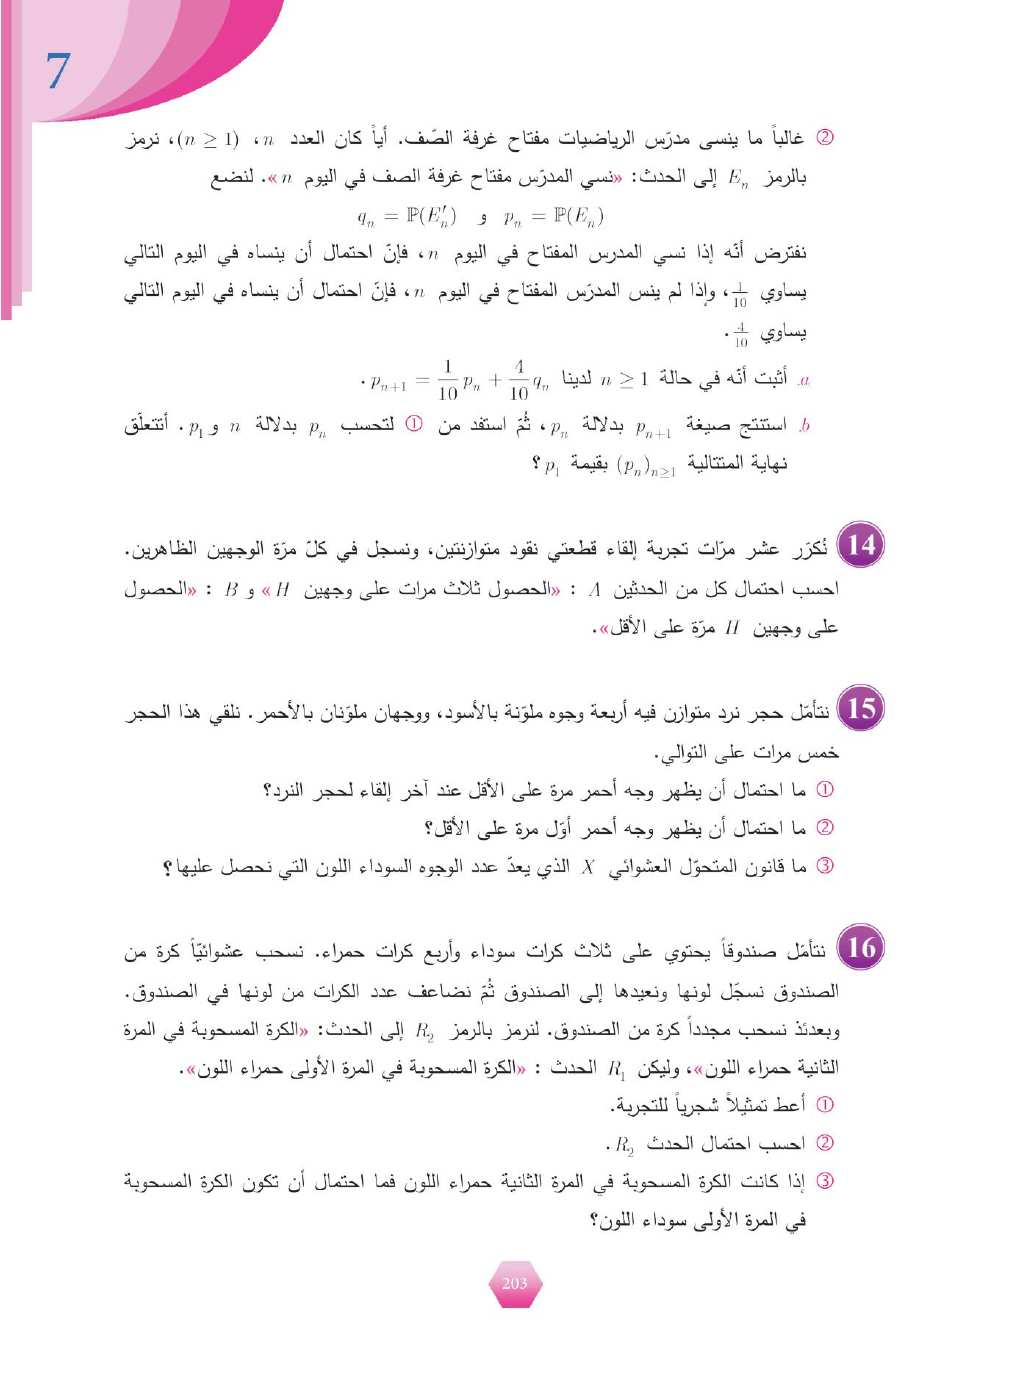 7
② غالباً ما ينسى مدرّس الرياضيات مفتاح غرفة الصّف. أياً كان العدد n، (n ≥ 1)، نرمز
بالرمز E_n إلى الحدث: «نسي المدرّس مفتاح غرفة الصف في اليوم n». لنضع
p_n = ℙ(E_n) و q_n = ℙ(E'_n)
نفترض أنّه إذا نسي المدرس المفتاح في اليوم n، فإنّ احتمال أن ينساه في اليوم التالي
يساوي 1/10، وإذا لم ينس المدرّس المفتاح في اليوم n، فإنّ احتمال أن ينساه في اليوم التالي
يساوي 4/10.
a. أثبت أنّه في حالة n ≥ 1 لدينا p_{n+1} = 1/10 p_n + 4/10 q_n.
b. استنتج صيغة p_{n+1} بدلالة p_n، ثُمّ استفد من ① لتحسب p_n بدلالة n و p_1. أتتعلّق
نهاية المتتالية (p_n)_{n≥1} بقيمة p_1؟
14 نُكرّر عشر مرّات تجربة إلقاء قطعتي نقود متوازنتين، ونسجل في كلّ مرّة الوجهين الظاهرين.
احسب احتمال كل من الحدثين A : «الحصول ثلاث مرات على وجهين H» و B : «الحصول
على وجهين H مرّة على الأقل».
15 نتأمّل حجر نرد متوازن فيه أربعة وجوه ملوّنة بالأسود، ووجهان ملوّنان بالأحمر. نلقي هذا الحجر
خمس مرات على التوالي.
① ما احتمال أن يظهر وجه أحمر مرة على الأقل عند آخر إلقاء لحجر النرد؟
② ما احتمال أن يظهر وجه أحمر أوّل مرة على الأقل؟
③ ما قانون المتحوّل العشوائي X الذي يعدّ عدد الوجوه السوداء اللون التي نحصل عليها؟
16 نتأمّل صندوقاً يحتوي على ثلاث كرات سوداء وأربع كرات حمراء. نسحب عشوائيّاً كرة من
الصندوق نسجّل لونها ونعيدها إلى الصندوق ثُمّ نضاعف عدد الكرات من لونها في الصندوق.
وبعدئذ نسحب مجدداً كرة من الصندوق. لنرمز بالرمز R_2 إلى الحدث: «الكرة المسحوبة في المرة
الثانية حمراء اللون»، وليكن R_1 الحدث : «الكرة المسحوبة في المرة الأولى حمراء اللون».
① أعط تمثيلاً شجرياً للتجربة.
② احسب احتمال الحدث R_2.
③ إذا كانت الكرة المسحوبة في المرة الثانية حمراء اللون فما احتمال أن تكون الكرة المسحوبة
في المرة الأولى سوداء اللون؟
203